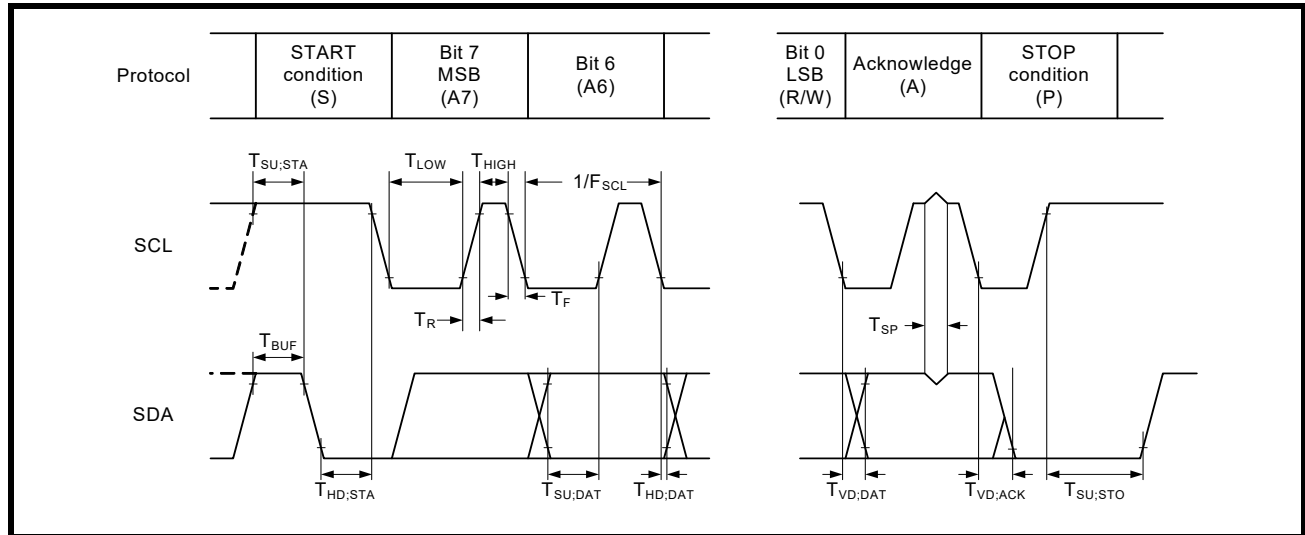 Protocol
START
condition
(S)
Bit 7
MSB
(A7)
Bit 6
(A6)
Bit 0
LSB
(R/W)
Acknowledge
(A)
STOP
condition
(P)
SCL
TSU;STA
TLOW
THIGH
1/FSCL
TR
TF
TSP
SDA
TBUF
THD;STA
TSU;DAT
THD;DAT
TVD;DAT
TVD;ACK
TSU;STO